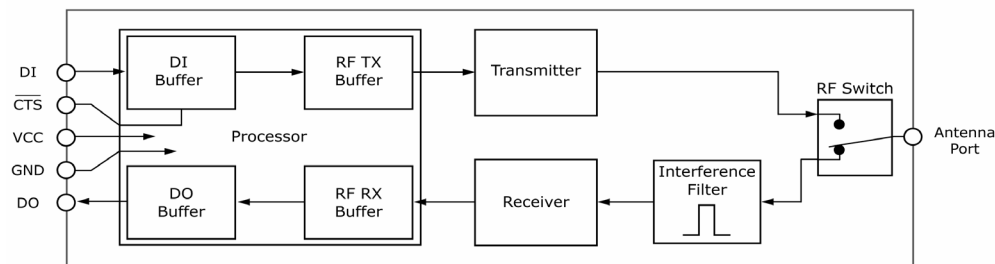 DI
CTS
VCC
GND
DO
DI
Buffer
RF TX
Buffer
Processor
DO
Buffer
RF RX
Buffer
Transmitter
Receiver
Interference
Filter
RF Switch
Antenna
Port